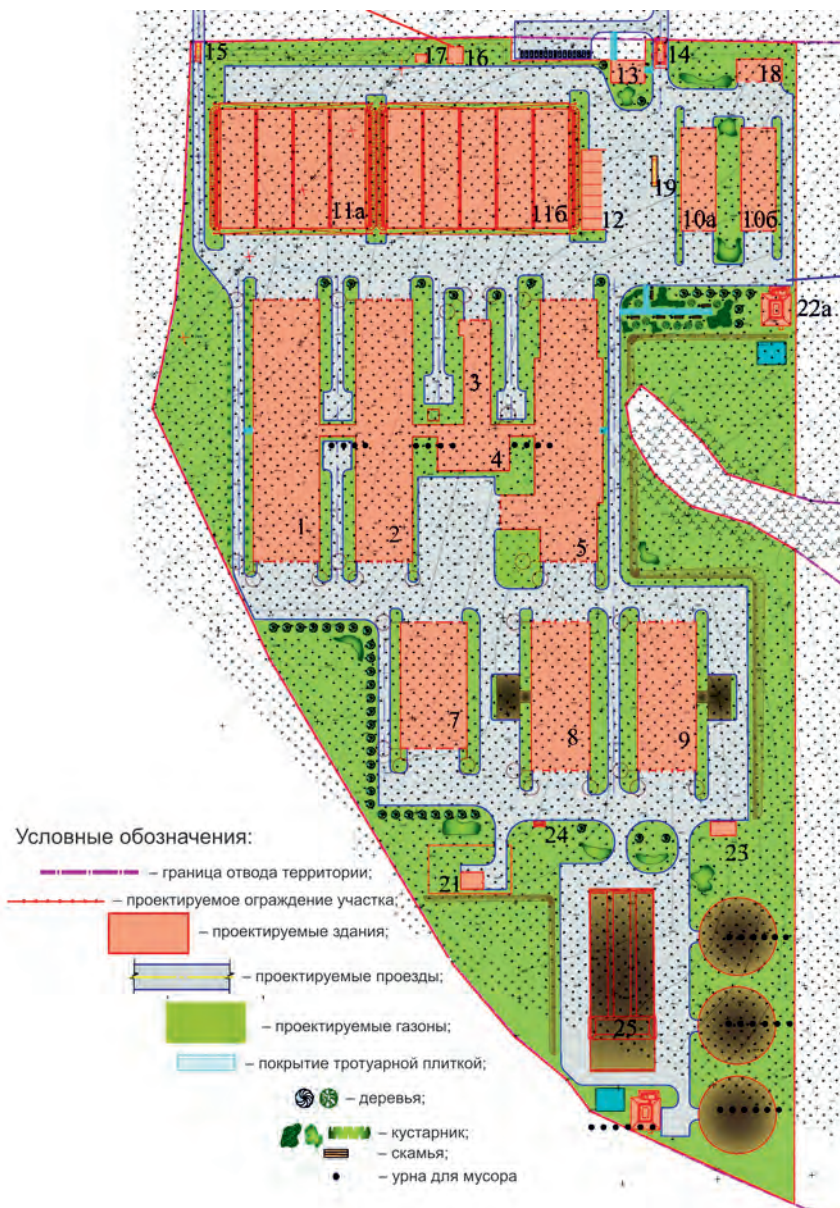 15
17
16
14
13
18
11а
11б
12
19
10а
10б
22а
3
4
1
2
5
7
8
9
24
23
21
25
Условные обозначения:
– граница отвода территории;
– проектируемое ограждение участка;
– проектируемые здания;
– проектируемые проезды;
– проектируемые газоны;
– покрытие тротуарной плиткой;
– деревья;
– кустарник;
– скамья;
– урна для мусора